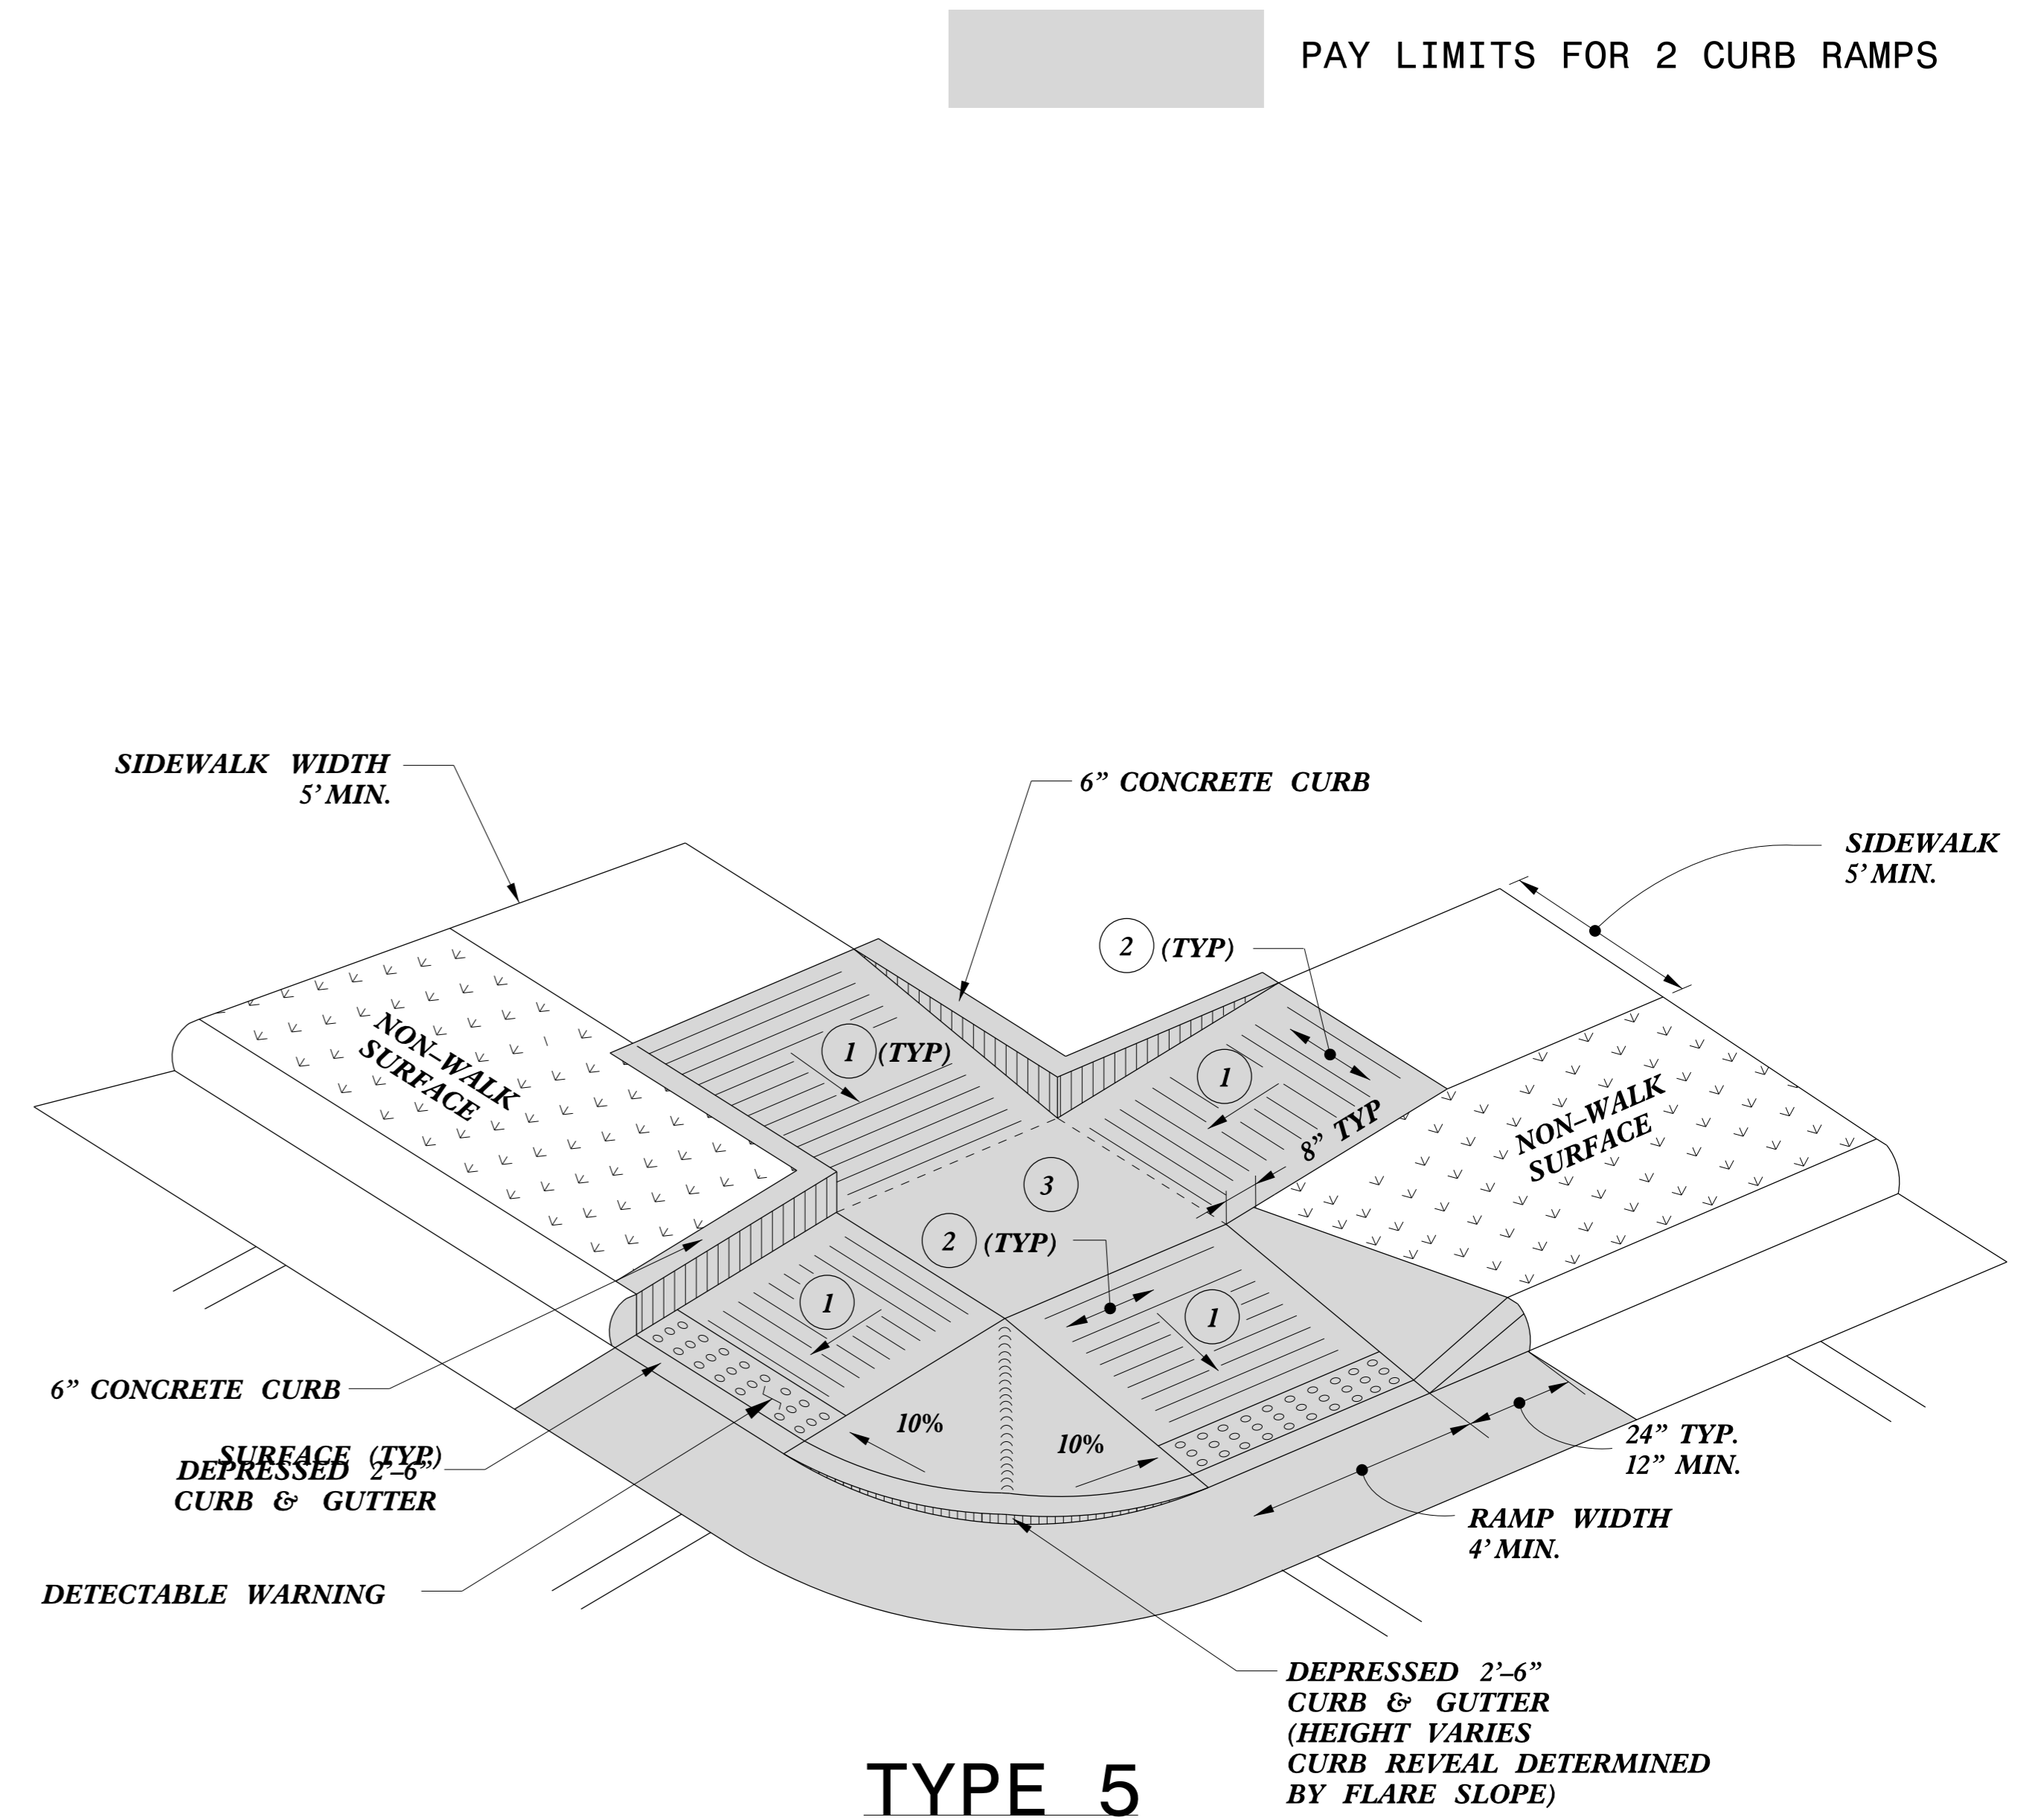 PAY LIMITS FOR 2 CURB RAMPS
SIDEWALK WIDTH
5' MIN.
6" CONCRETE CURB
SIDEWALK
5' MIN.
2 (TYP)
NON-WALK
SURFACE
1 (TYP)
1
8" TYP
NON-WALK
SURFACE
3
2 (TYP)
1
1
6" CONCRETE CURB
10%
10%
SURFACE (TYP.)
DEPRESSED 2'-6"
CURB & GUTTER
24" TYP.
12" MIN.
RAMP WIDTH
4' MIN.
DETECTABLE WARNING
DEPRESSED 2'-6"
CURB & GUTTER
(HEIGHT VARIES
CURB REVEAL DETERMINED
BY FLARE SLOPE)
TYPE 5